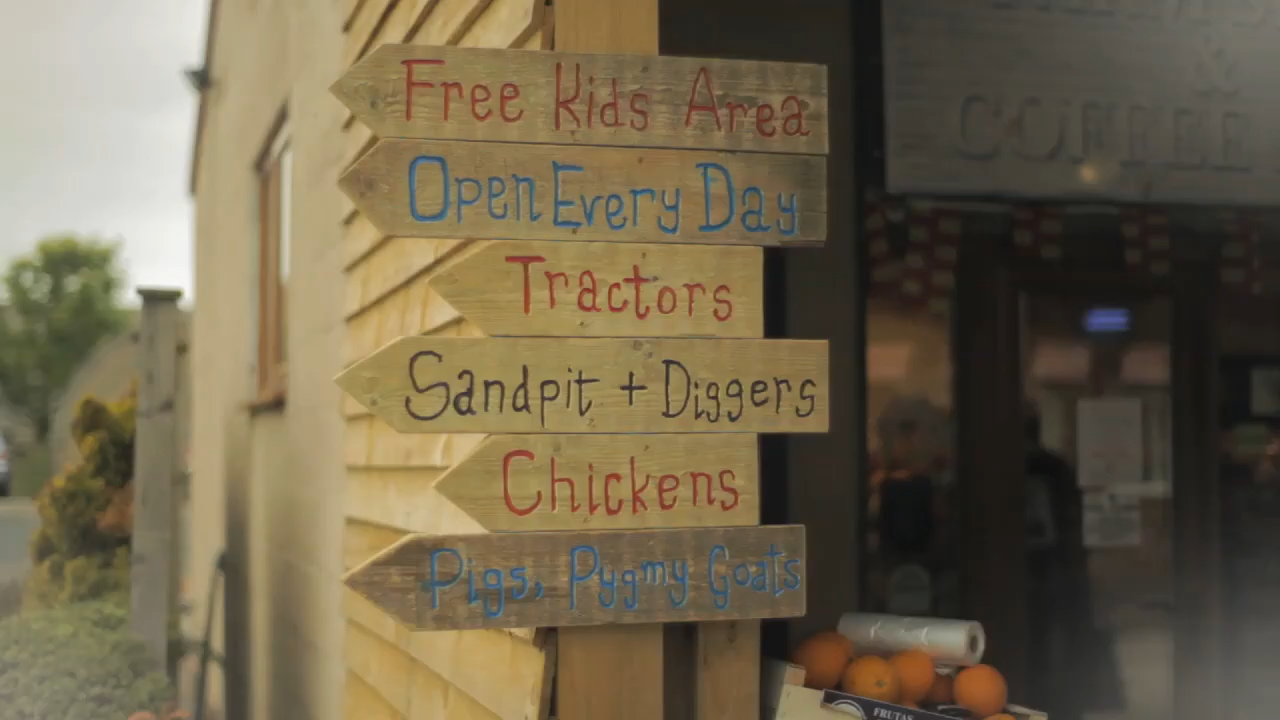 Free Kids Area
Open Every Day
Tractors
Sandpit + Diggers
Chickens
Pigs, Pygmy Goats
COFFEE
FRUTAS